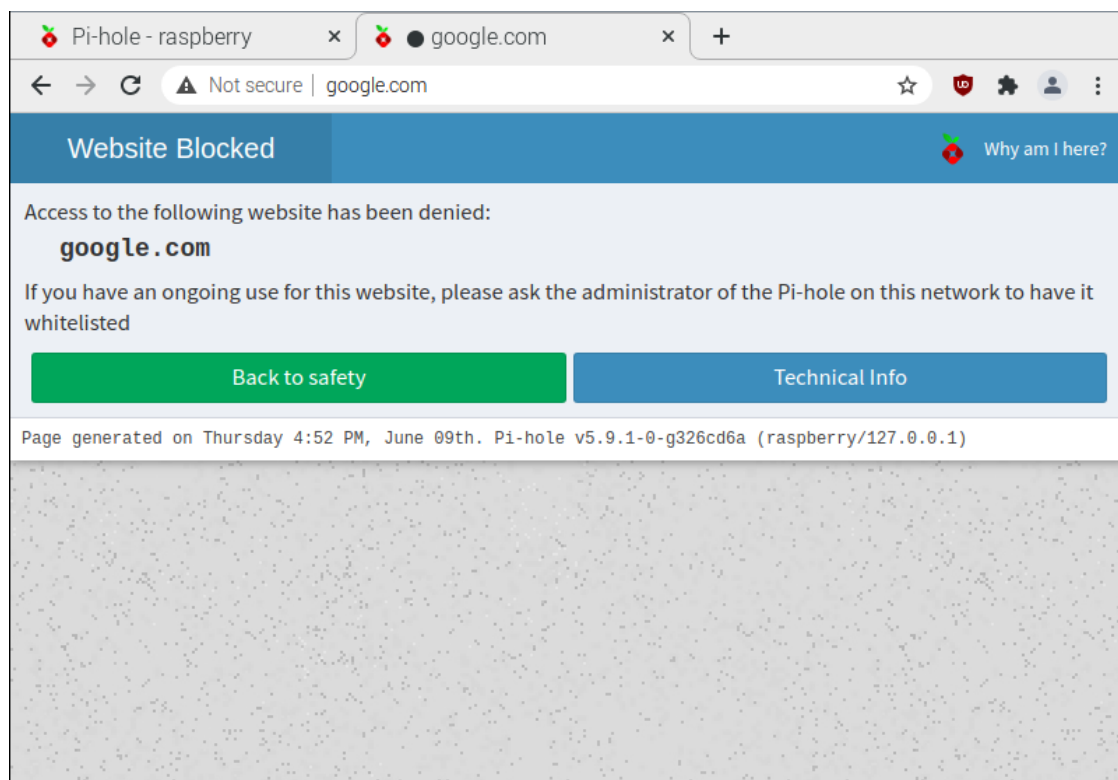 Pi-hole - raspberry
google.com
Not secure
google.com
Website Blocked
Why am I here?
Access to the following website has been denied:
google.com
If you have an ongoing use for this website, please ask the administrator of the Pi-hole on this network to have it
whitelisted
Back to safety
Technical Info
Page generated on Thursday 4:52 PM, June 09th. Pi-hole v5.9.1-0-g326cd6a (raspberry/127.0.0.1)